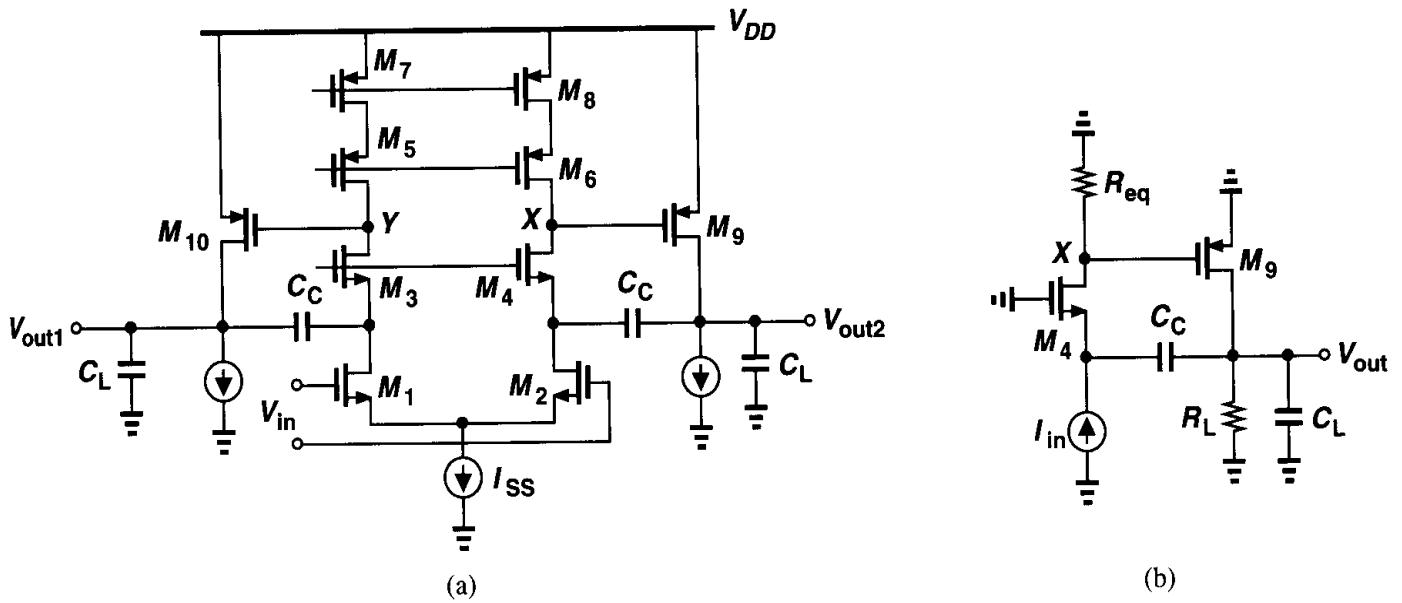 V_DD
M_7
M_8
M_5
M_6
Y
X
M_10
M_9
C_C
M_3
M_4
C_C
V_out1
V_out2
C_L
M_1
M_2
C_L
V_in
I_SS
(a)
R_eq
X
M_9
M_4
C_C
V_out
I_in
R_L
C_L
(b)